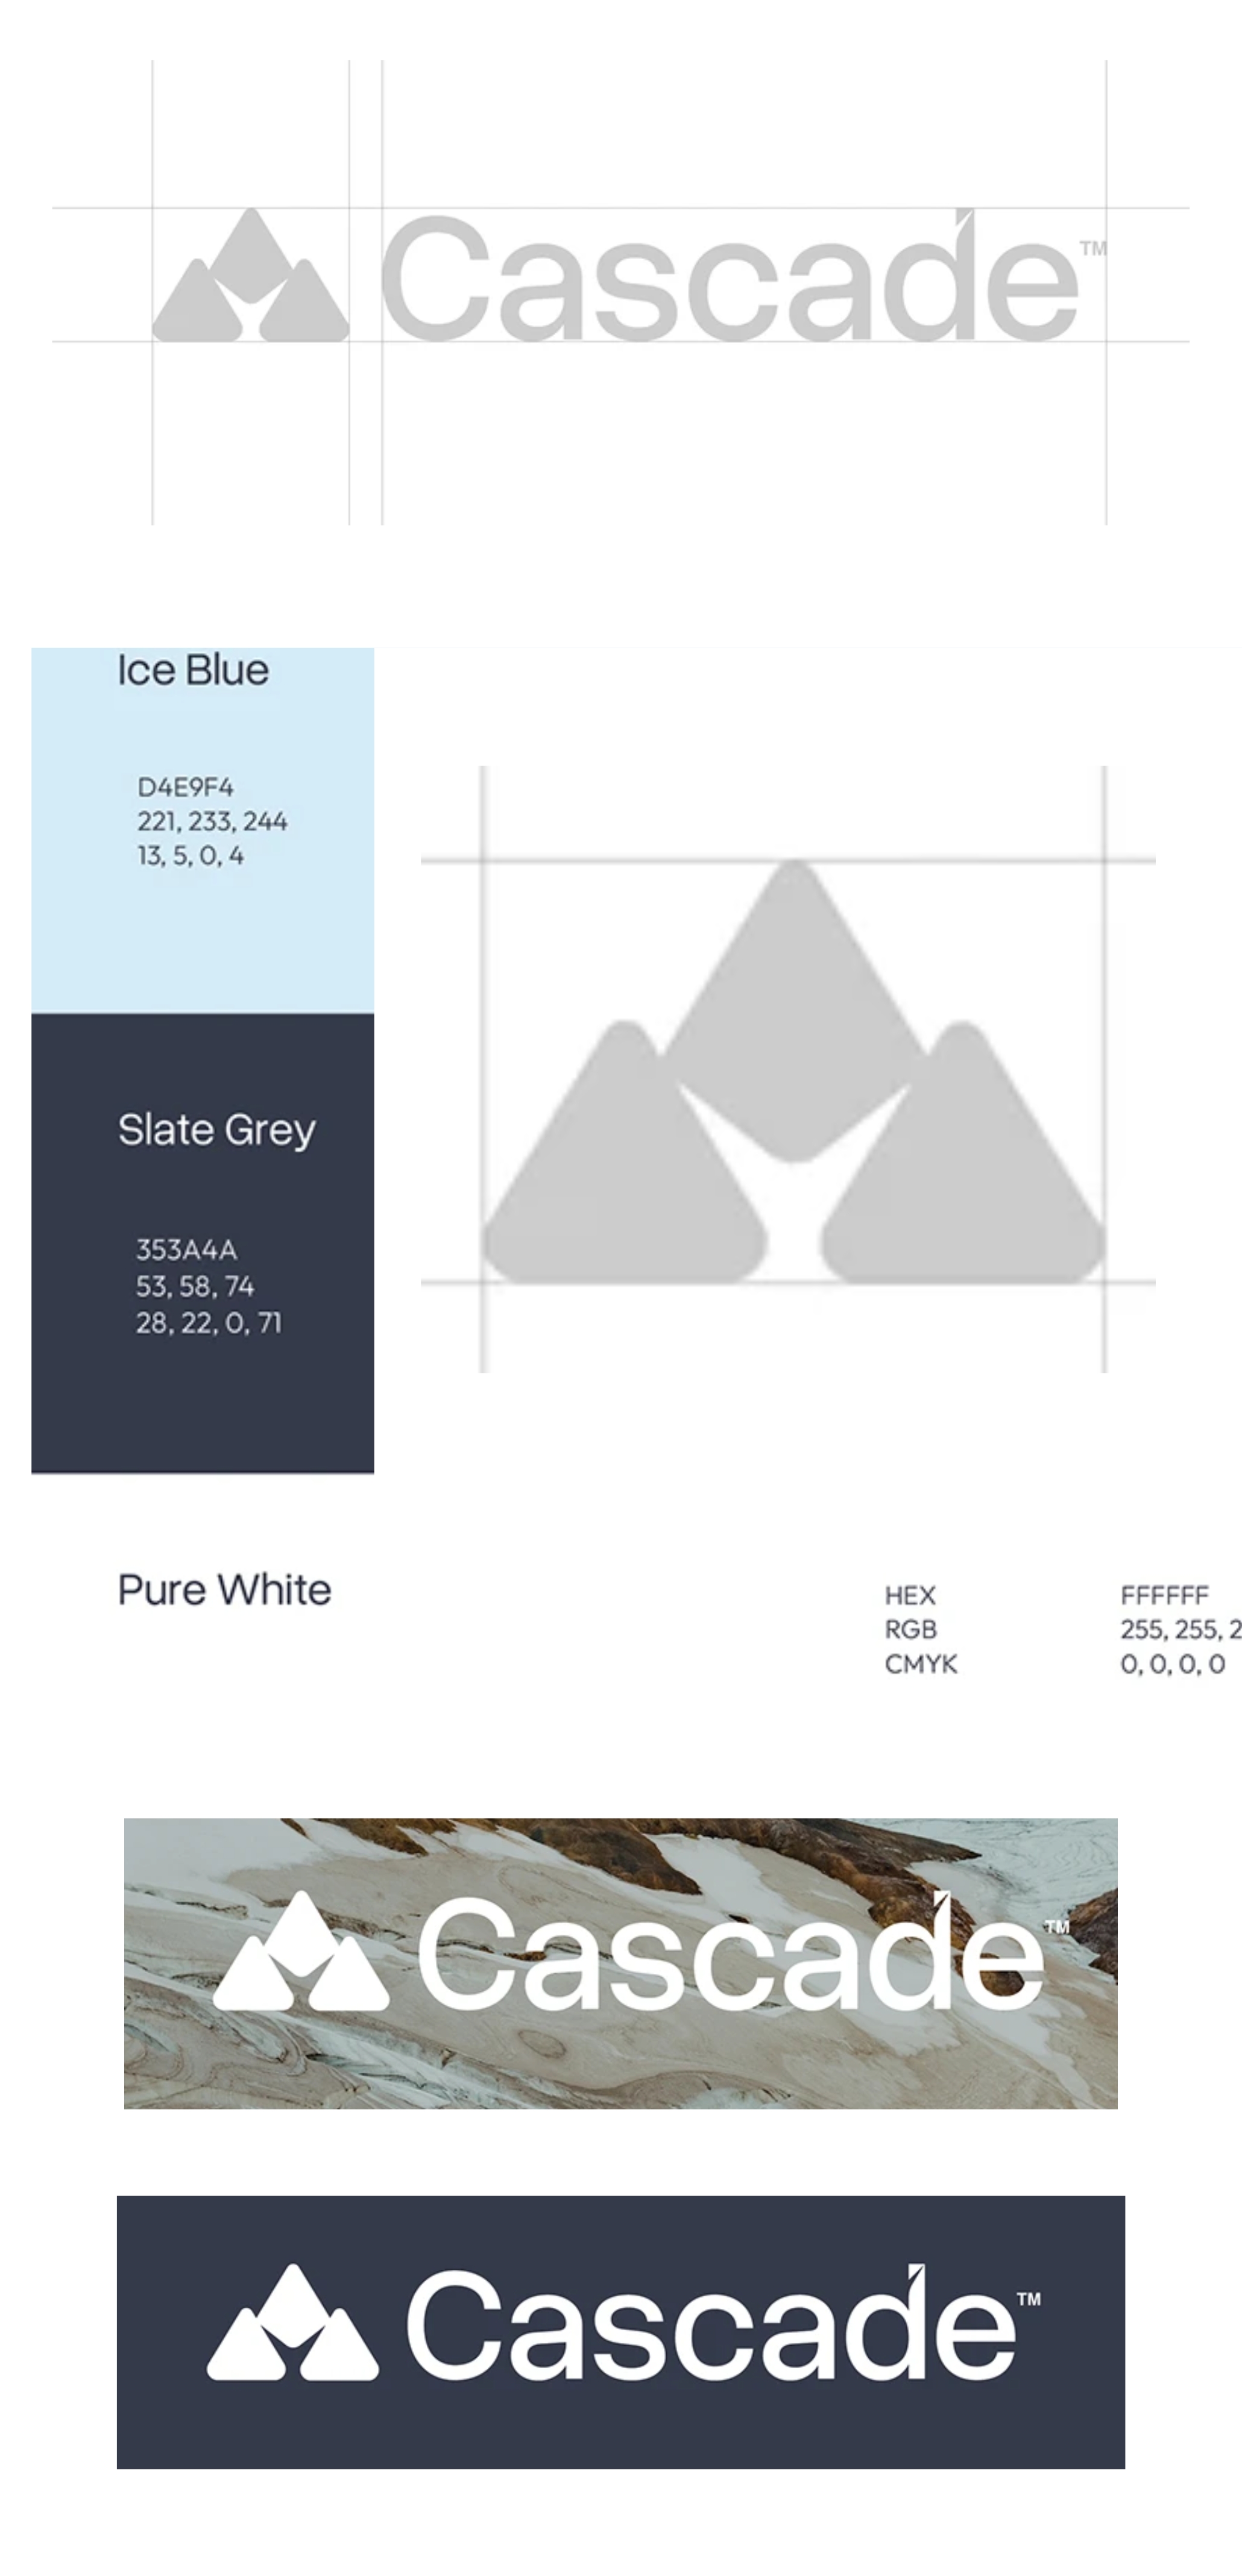 Cascade™
Ice Blue
D4E9F4
221, 233, 244
13, 5, 0, 4
Slate Grey
353A4A
53, 58, 74
28, 22, 0, 71
Pure White
HEX FFFFFF
RGB 255, 255, 2
CMYK 0, 0, 0, 0
Cascade™
Cascade™